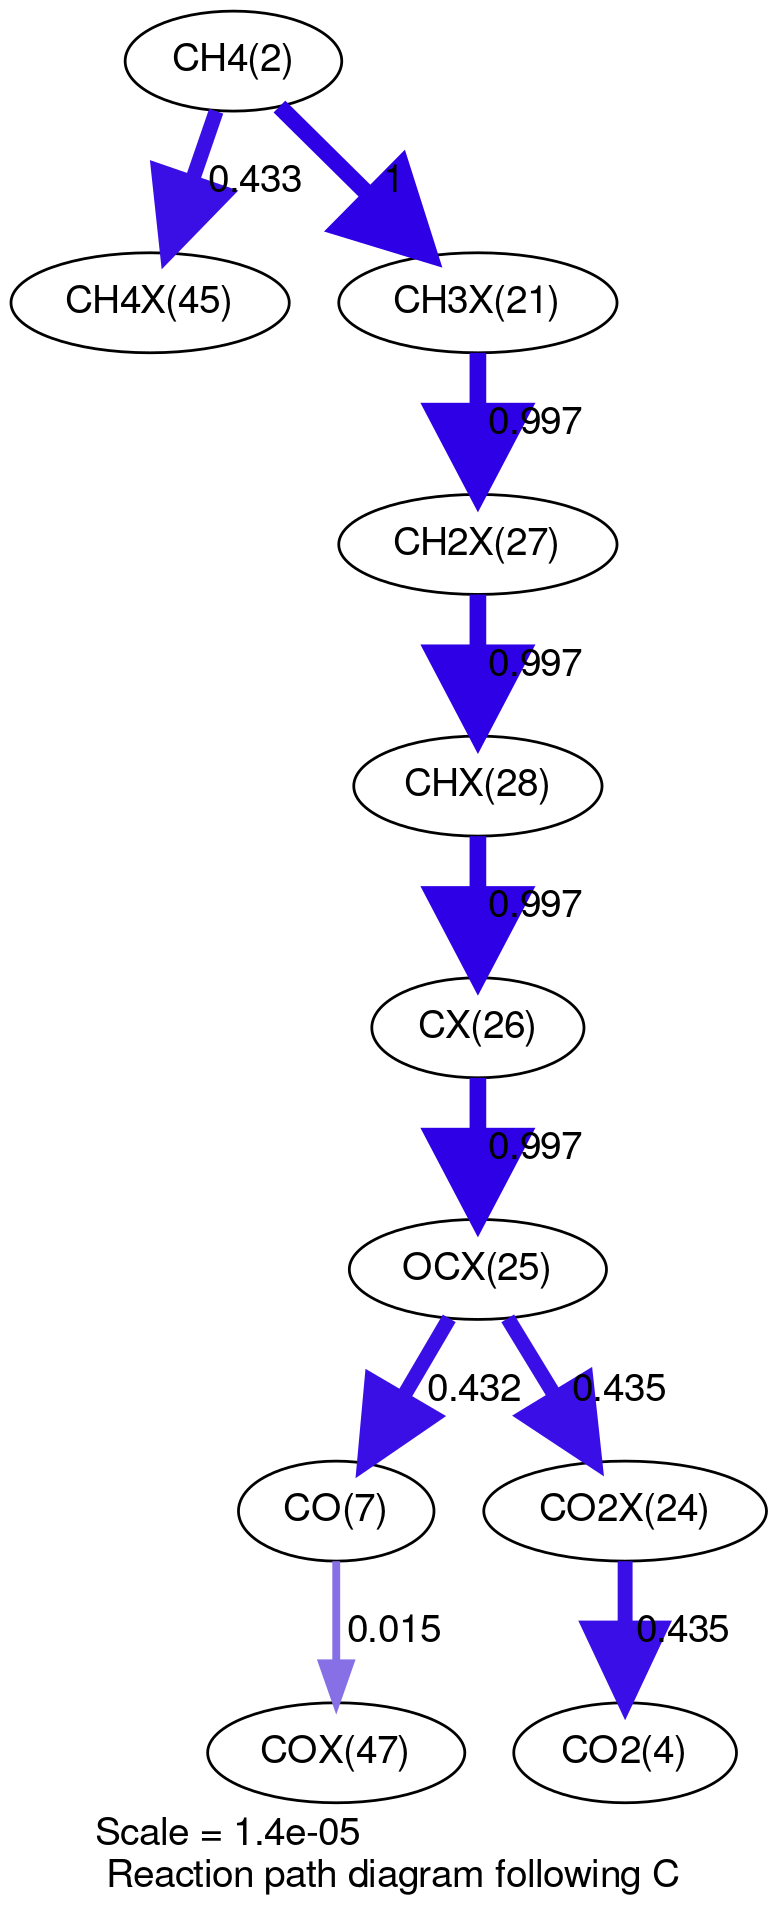 CH4(2)
0.433
1
CH4X(45)
CH3X(21)
0.997
CH2X(27)
0.997
CHX(28)
0.997
CX(26)
0.997
OCX(25)
0.432
0.435
CO(7)
CO2X(24)
0.015
0.435
COX(47)
CO2(4)
Scale = 1.4e-05
Reaction path diagram following C